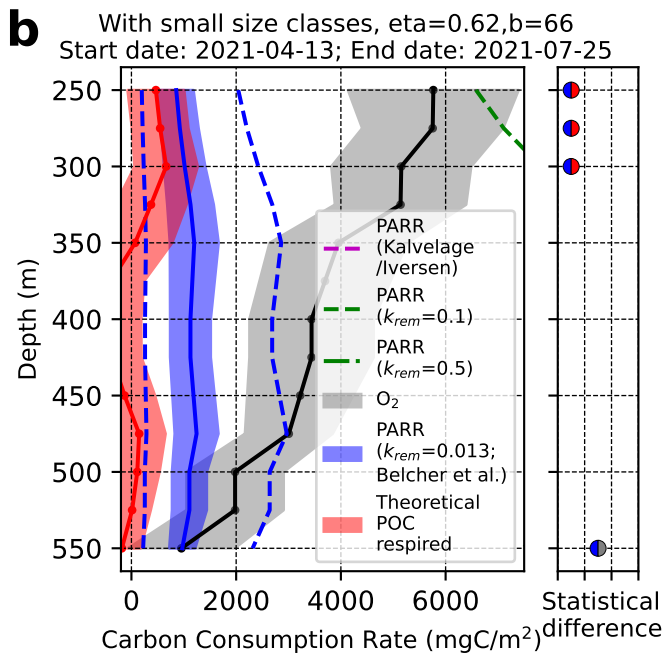 b
With small size classes, eta=0.62,b=66
Start date: 2021-04-13; End date: 2021-07-25
250
300
350
400
450
500
550
Depth (m)
0
2000
4000
6000
Carbon Consumption Rate (mgC/m²)
PARR
(Kalvelage
/Iversen)
PARR
(k_rem=0.1)
PARR
(k_rem=0.5)
O₂
PARR
(k_rem=0.013;
Belcher et al.)
Theoretical
POC
respired
Statistical
difference